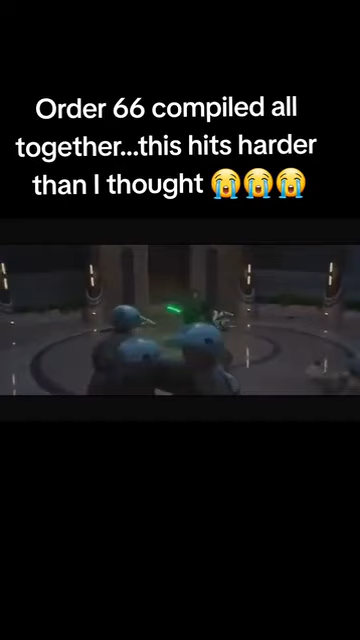 Order 66 compiled all
together...this hits harder
than I thought 😭😭😭